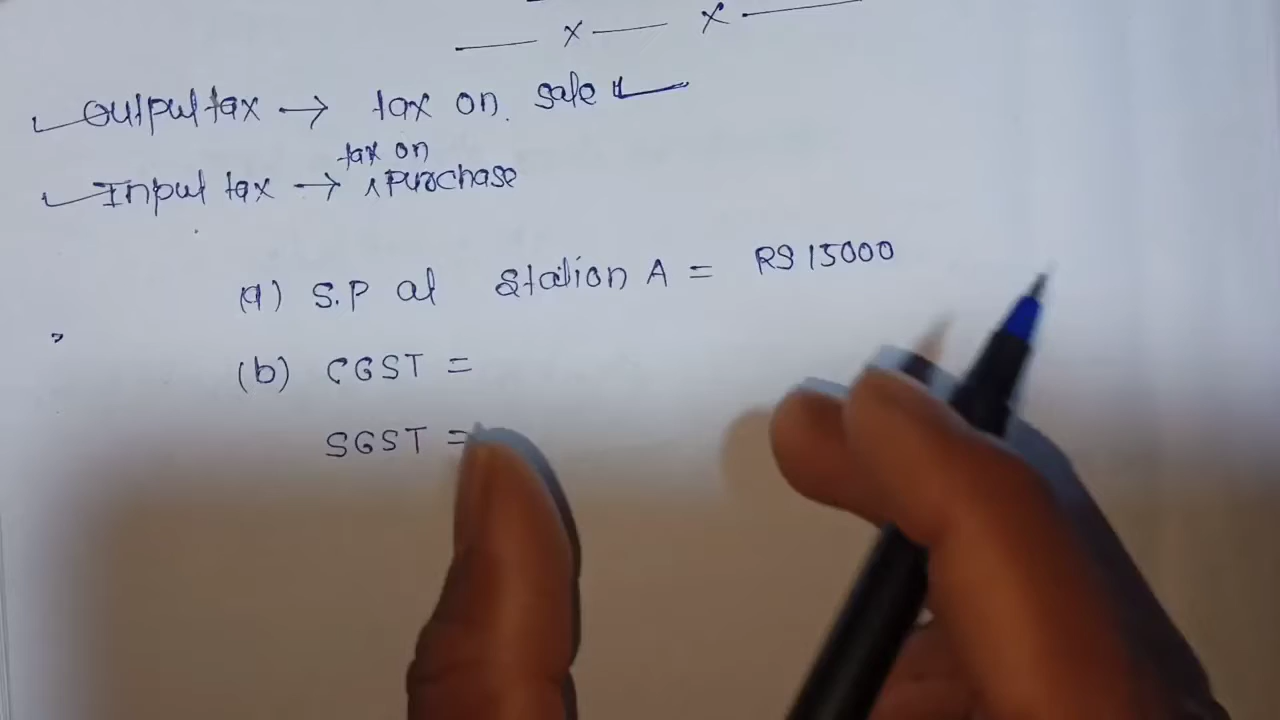 — x — x —
Output tax → tax on sale
tax on
Input tax → ^ Purchase
(a) S.P at Station A = RS 15000
(b) CGST =
SGST =